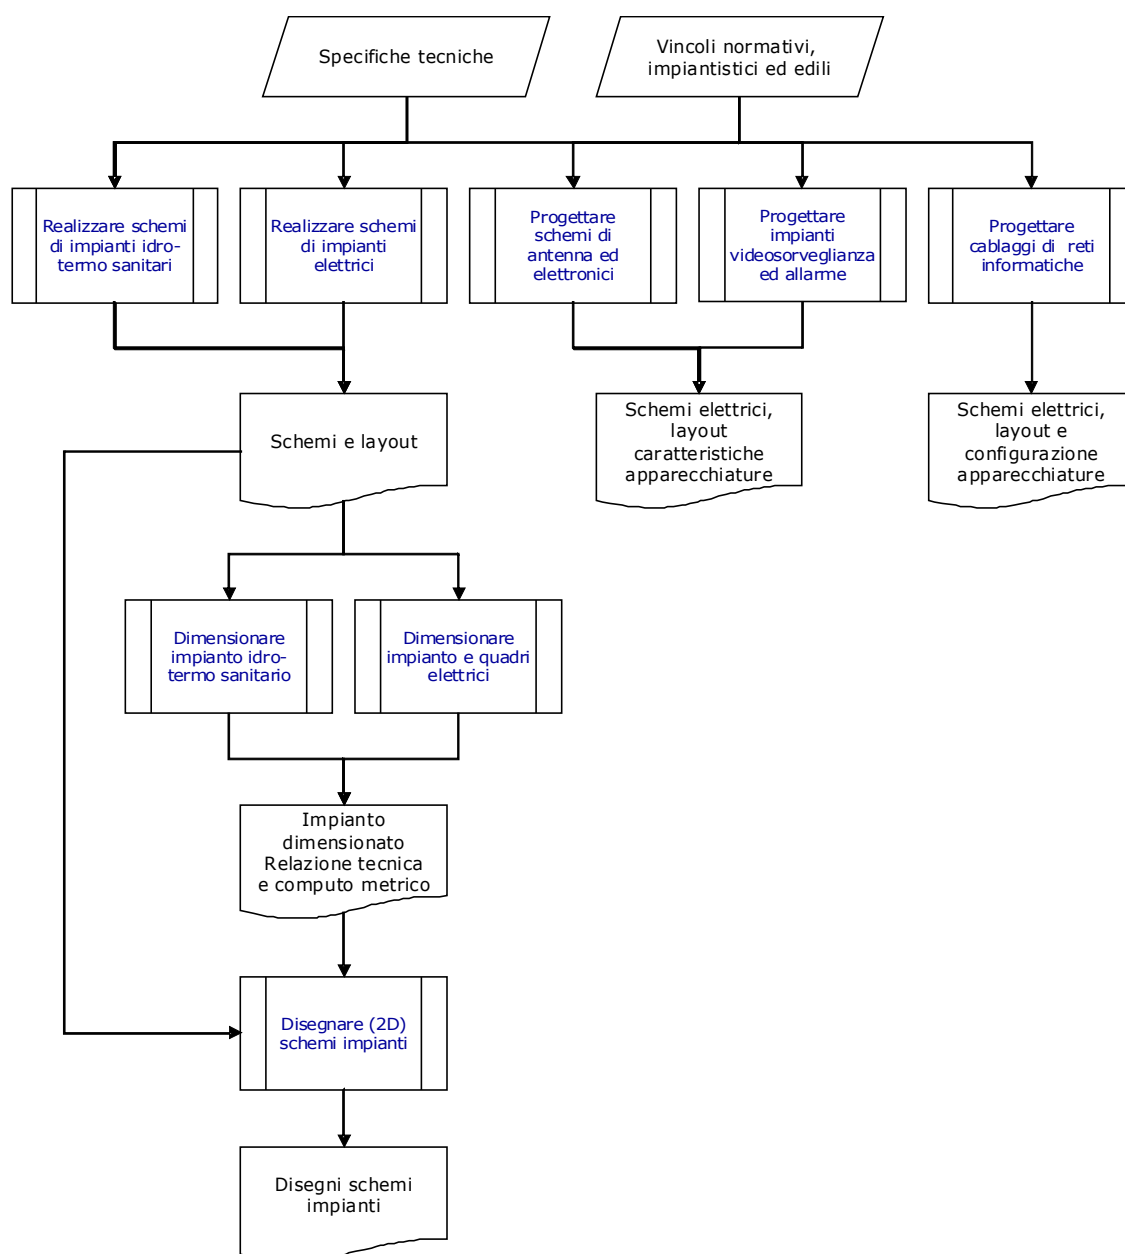 Specifiche tecniche
Vincoli normativi,
impiantistici ed edili
Realizzare schemi
di impianti idro-
termo sanitari
Realizzare schemi
di impianti
elettrici
Progettare
schemi di
antenna ed
elettronici
Progettare
impianti
videosorveglianza
ed allarme
Progettare
cablaggi di reti
informatiche
Schemi e layout
Schemi elettrici,
layout
caratteristiche
apparecchiature
Schemi elettrici,
layout e
configurazione
apparecchiature
Dimensionare
impianto idro-
termo sanitario
Dimensionare
impianto e quadri
elettrici
Impianto
dimensionato
Relazione tecnica
e computo metrico
Disegnare (2D)
schemi impianti
Disegni schemi
impianti